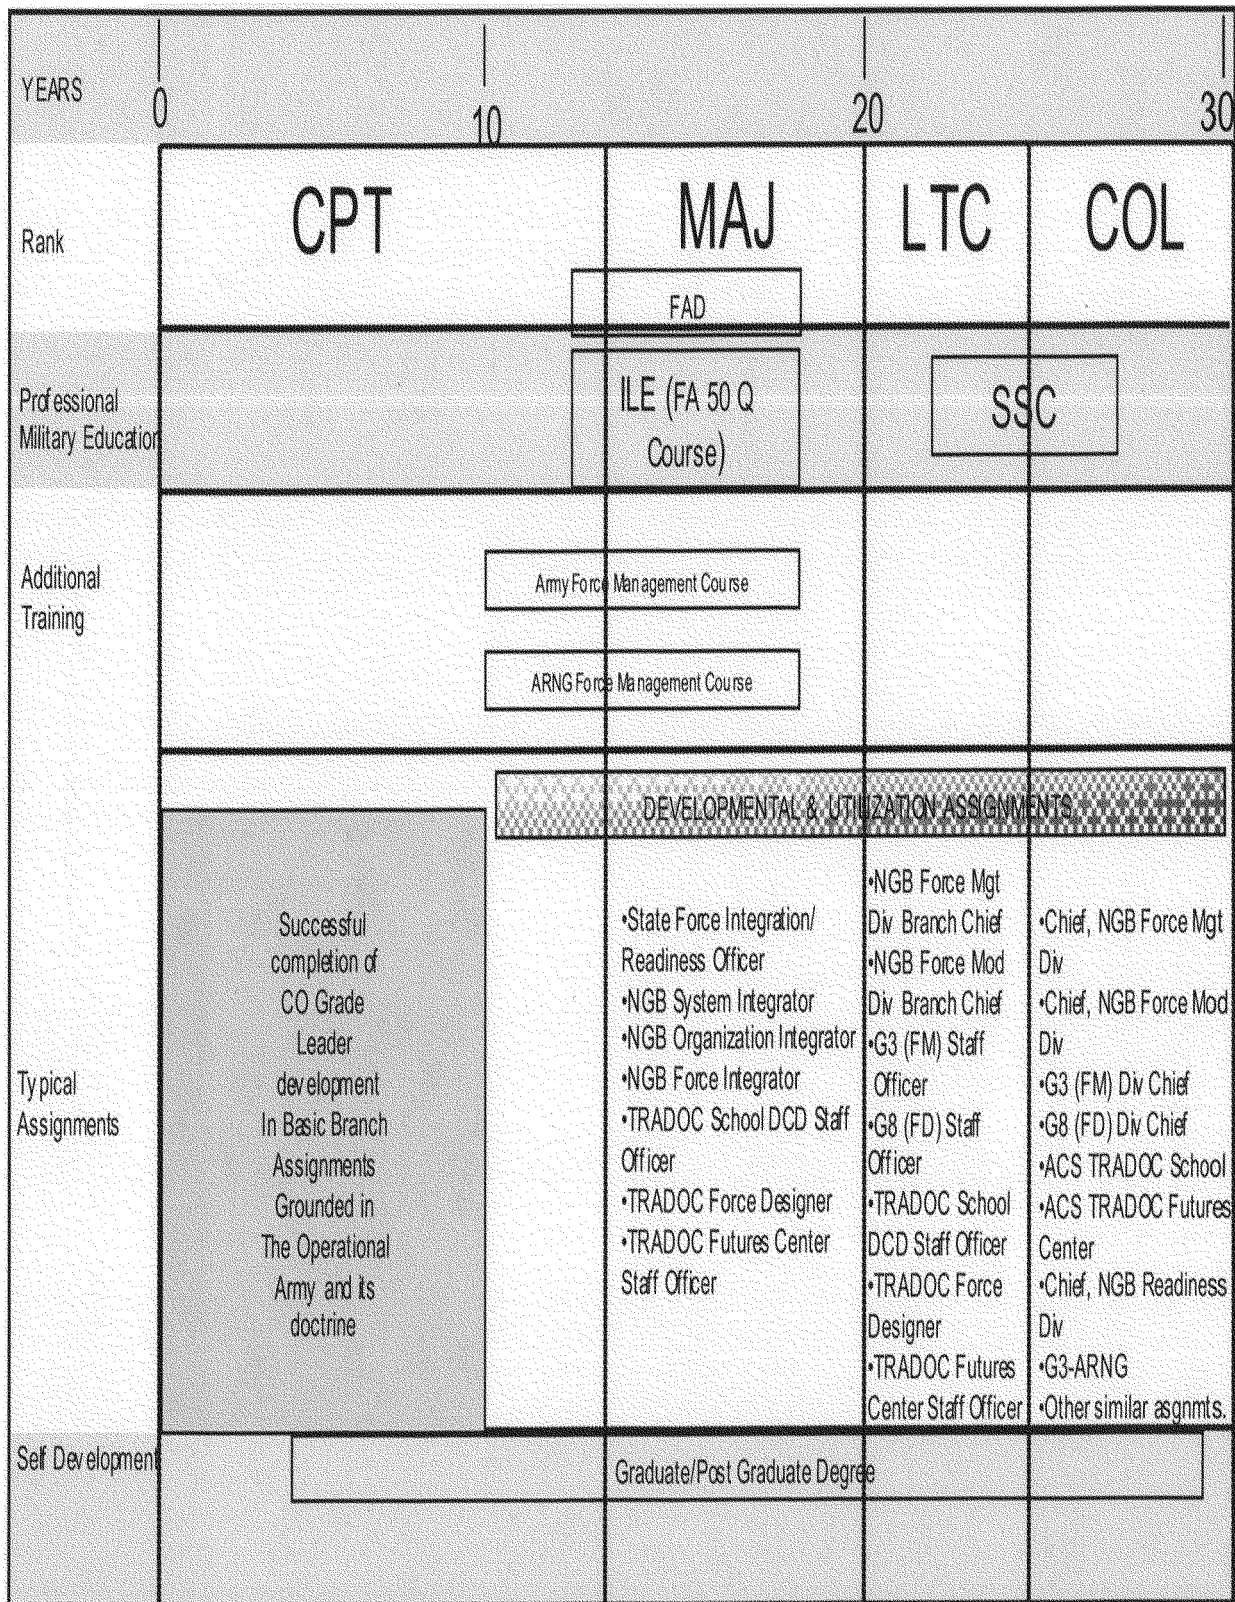 YEARS
0
10
20
30
Rank
CPT
MAJ
LTC
COL
FAD
Professional
Military Education
ILE (FA 50 Q
Course)
SSC
Additional
Training
Army Force Management Course
ARNG Force Management Course
DEVELOPMENTAL & UTILIZATION ASSIGNMENTS
Typical
Assignments
Successful
completion of
CO Grade
Leader
development
In Basic Branch
Assignments
Grounded in
The Operational
Army and its
doctrine
•State Force Integration/
Readiness Officer
•NGB System Integrator
•NGB Organization Integrator
•NGB Force Integrator
•TRADOC School DCD Staff
Officer
•TRADOC Force Designer
•TRADOC Futures Center
Staff Officer
•NGB Force Mgt
Div Branch Chief
•NGB Force Mod
Div Branch Chief
•G3 (FM) Staff
Officer
•G8 (FD) Staff
Officer
•TRADOC School
DCD Staff Officer
•TRADOC Force
Designer
•TRADOC Futures
Center Staff Officer
•Chief, NGB Force Mgt
Div
•Chief, NGB Force Mod
Div
•G3 (FM) Div Chief
•G8 (FD) Div Chief
•ACS TRADOC School
•ACS TRADOC Futures
Center
•Chief, NGB Readiness
Div
•G3-ARNG
•Other similar asgnmts.
Self Development
Graduate/Post Graduate Degree